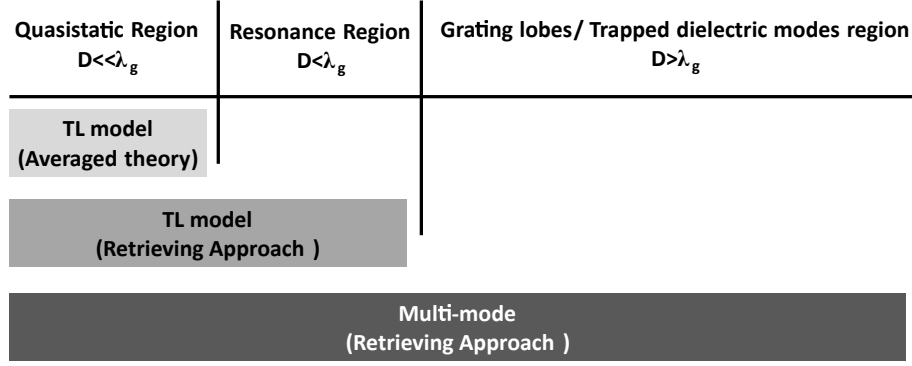 Quasistatic Region
D<<λg
Resonance Region
D<λg
Grating lobes/ Trapped dielectric modes region
D>λg
TL model
(Averaged theory)
TL model
(Retrieving Approach )
Multi-mode
(Retrieving Approach )